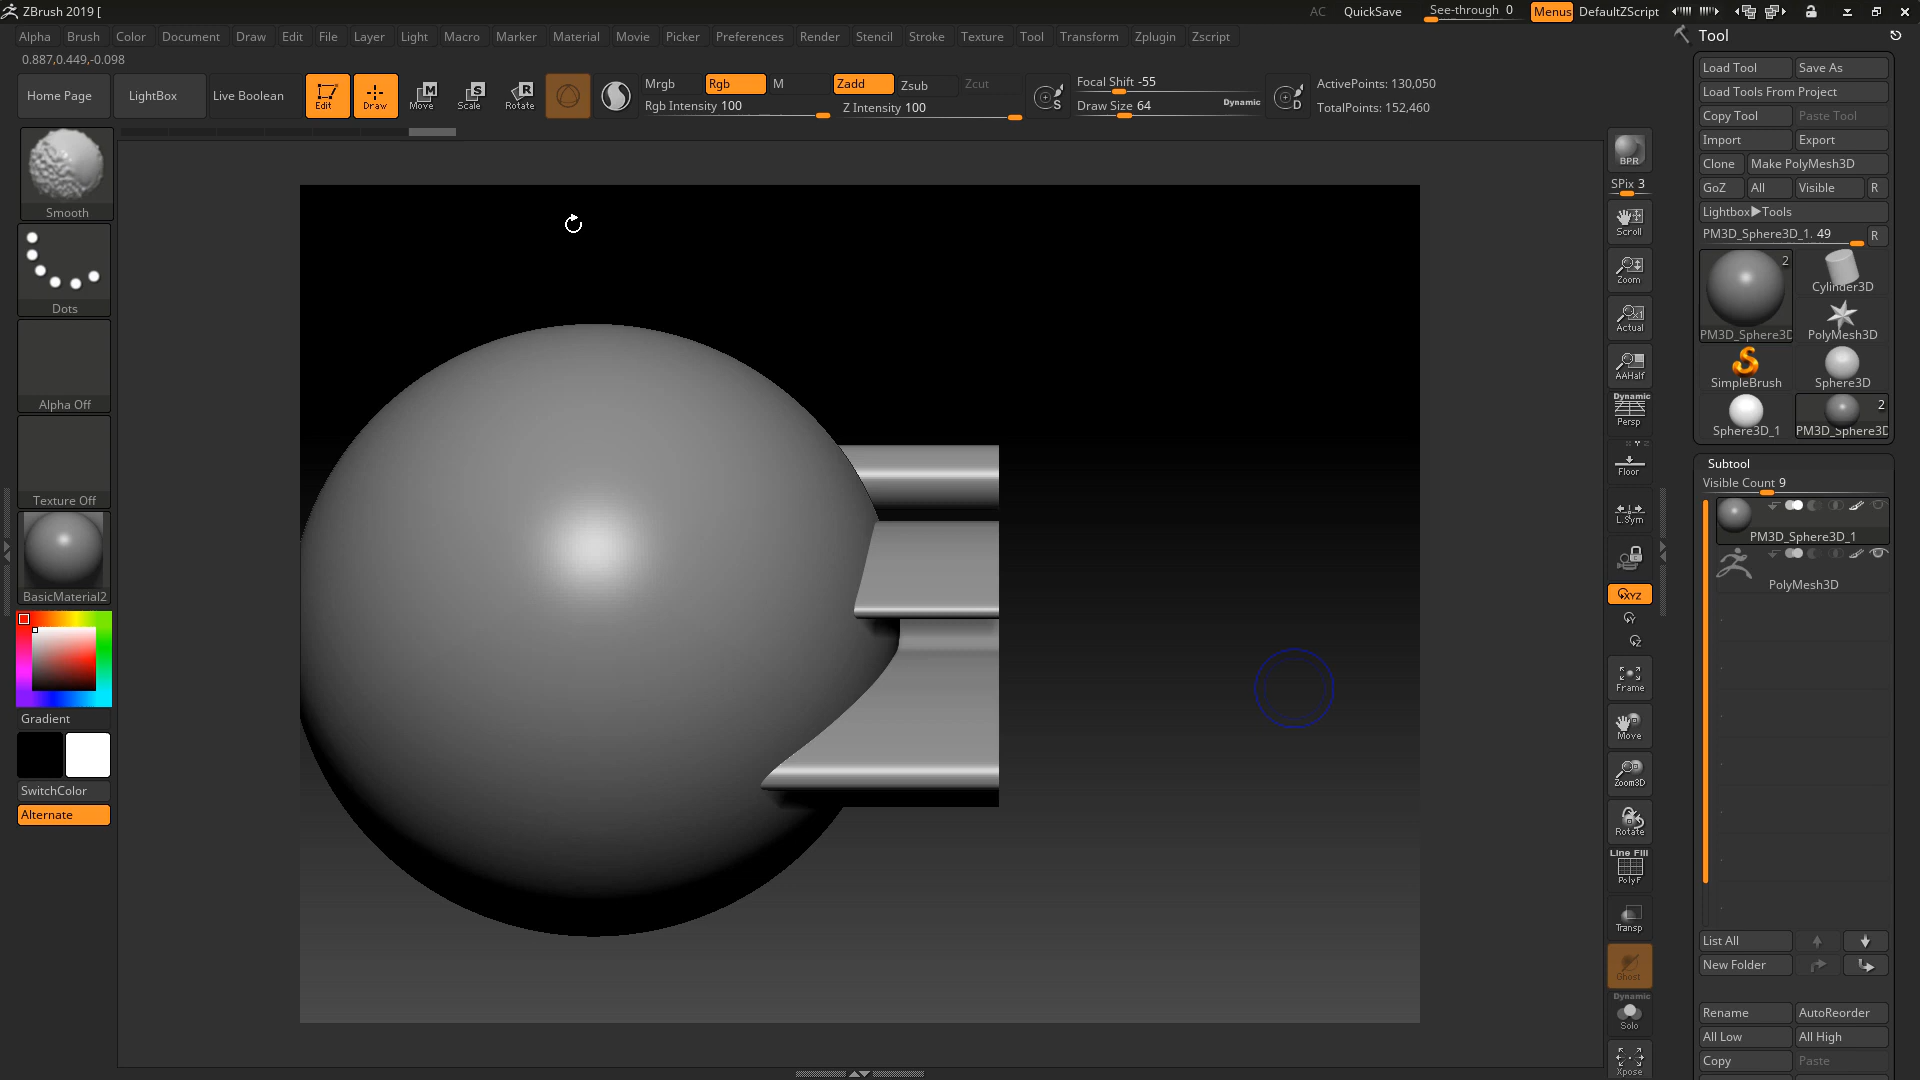 ZBrush 2019 [
AC QuickSave See-through 0 Menus DefaultZScript
Alpha Brush Color Document Draw Edit File Layer Light Macro Marker Material Movie Picker Preferences Render Stencil Stroke Texture Tool Transform Zplugin Zscript
Tool
0.887,0.449,-0.098
Home Page LightBox Live Boolean Edit Draw Move Scale Rotate
Mrgb Rgb M Zadd Zsub Zcut
Rgb Intensity 100 Z Intensity 100
Focal Shift -55
Draw Size 64 Dynamic
ActivePoints: 130,050
TotalPoints: 152,460
Smooth
Dots
Alpha Off
Texture Off
BasicMaterial2
Gradient
SwitchColor
Alternate
BPR
SPix 3
Scroll
Zoom
Actual
AAHalf
Dynamic
Persp
Floor
L.Sym
XYZ
Y
Z
Frame
Move
Zoom3D
Rotate
Line Fill
PolyF
Transp
Ghost
Dynamic
Solo
Xpose
Load Tool Save As
Load Tools From Project
Copy Tool Paste Tool
Import Export
Clone Make PolyMesh3D
GoZ All Visible R
Lightbox▶Tools
PM3D_Sphere3D_1. 49 R
2
PM3D_Sphere3D Cylinder3D
PolyMesh3D
SimpleBrush Sphere3D
2
Sphere3D_1 PM3D_Sphere3D
Subtool
Visible Count 9
PM3D_Sphere3D_1
PolyMesh3D
List All
New Folder
Rename AutoReorder
All Low All High
Copy Paste